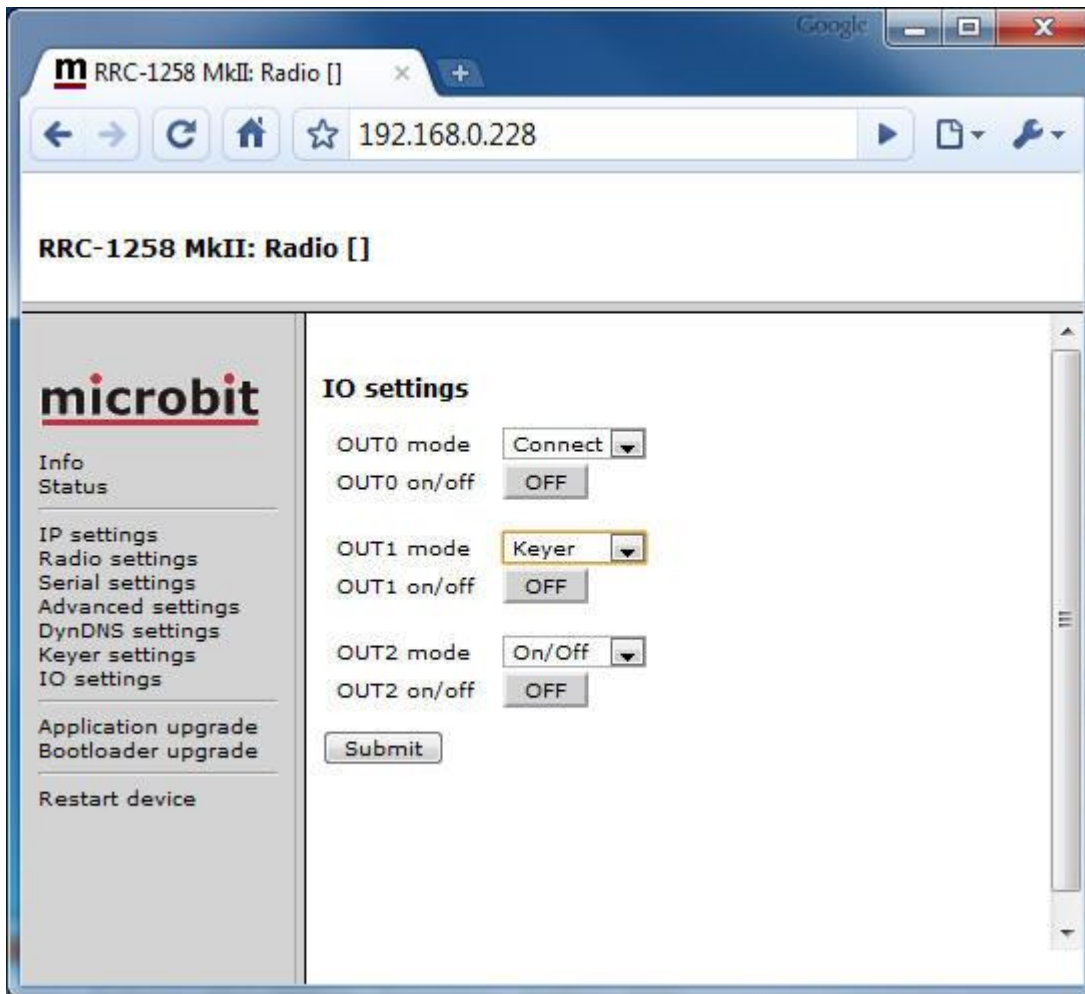 Google
m RRC-1258 MkII: Radio []
192.168.0.228
RRC-1258 MkII: Radio []
microbit
Info
Status
IP settings
Radio settings
Serial settings
Advanced settings
DynDNS settings
Keyer settings
IO settings
Application upgrade
Bootloader upgrade
Restart device
IO settings
OUT0 mode Connect
OUT0 on/off OFF
OUT1 mode Keyer
OUT1 on/off OFF
OUT2 mode On/Off
OUT2 on/off OFF
Submit